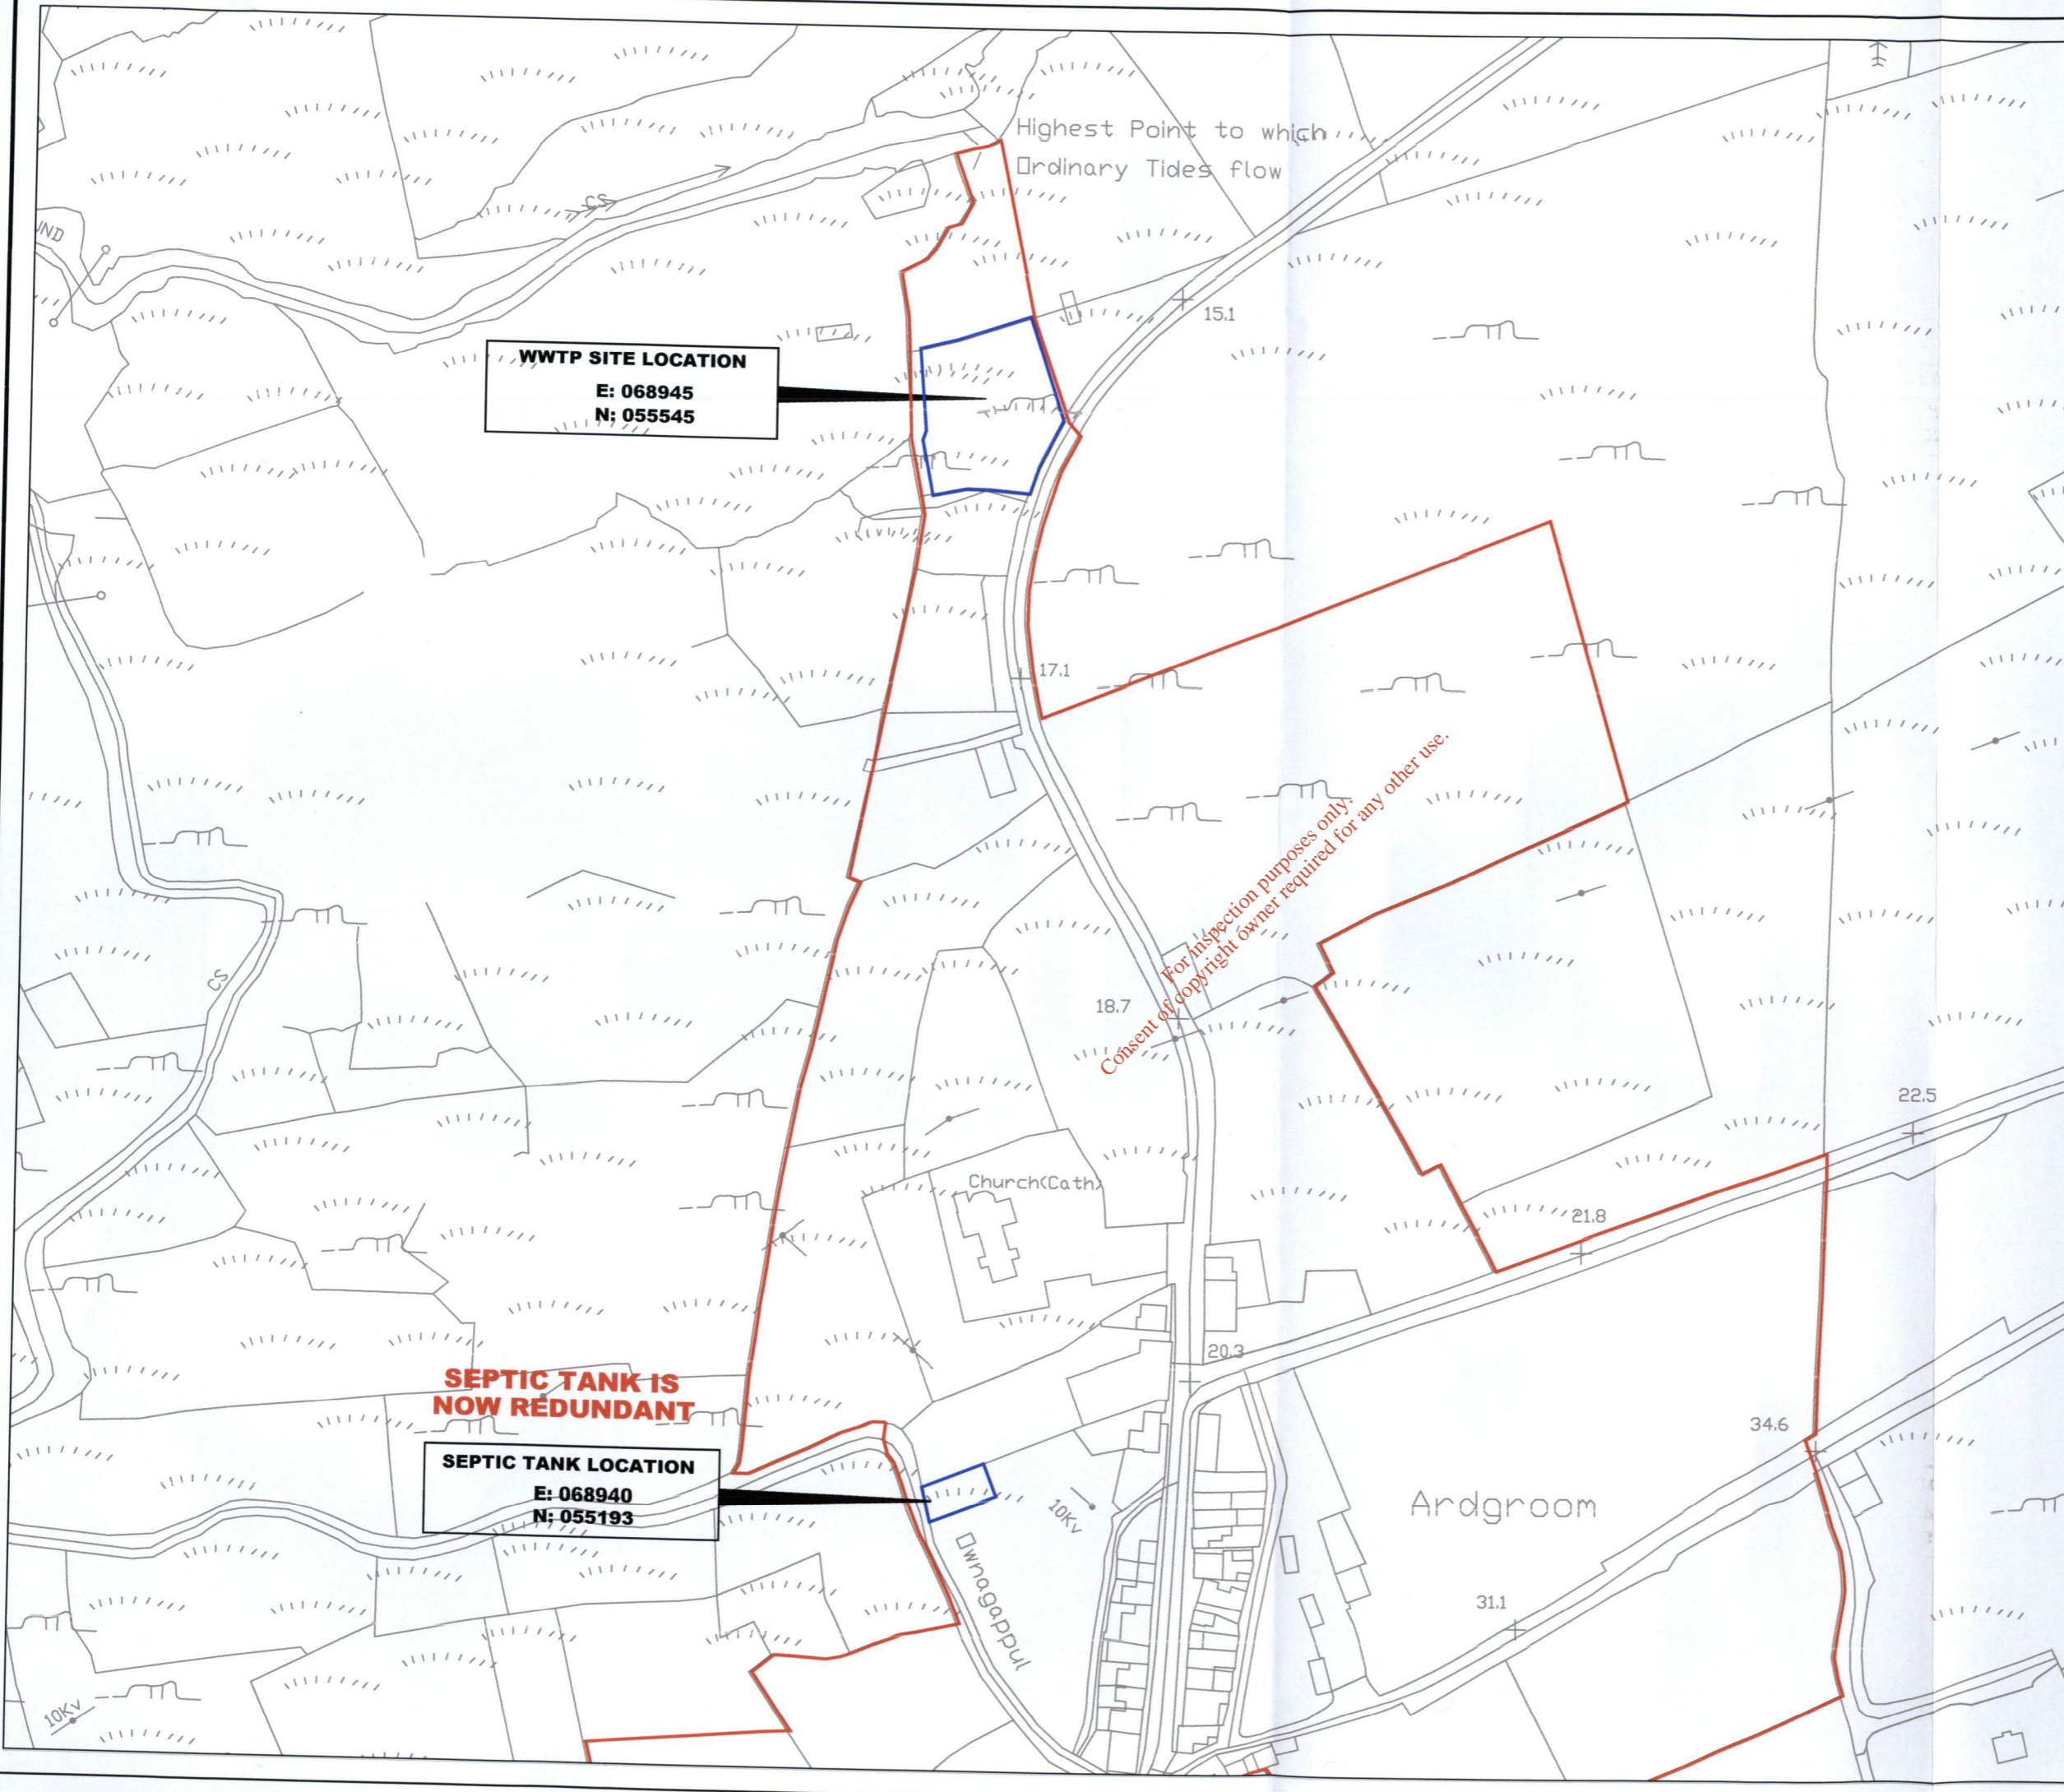 Highest Point to which
Ordinary Tides flow
CS
UND
15.1
WWTP SITE LOCATION
E: 068945
N: 055545
17.1
For inspection purposes only.
Consent of copyright owner required for any other use.
CS
18.7
22.5
Church(Cath)
21.8
20.3
SEPTIC TANK IS
NOW REDUNDANT
34.6
SEPTIC TANK LOCATION
E: 068940
N: 055193
10Kv
Ardgroom
Ownagappul
31.1
10Kv